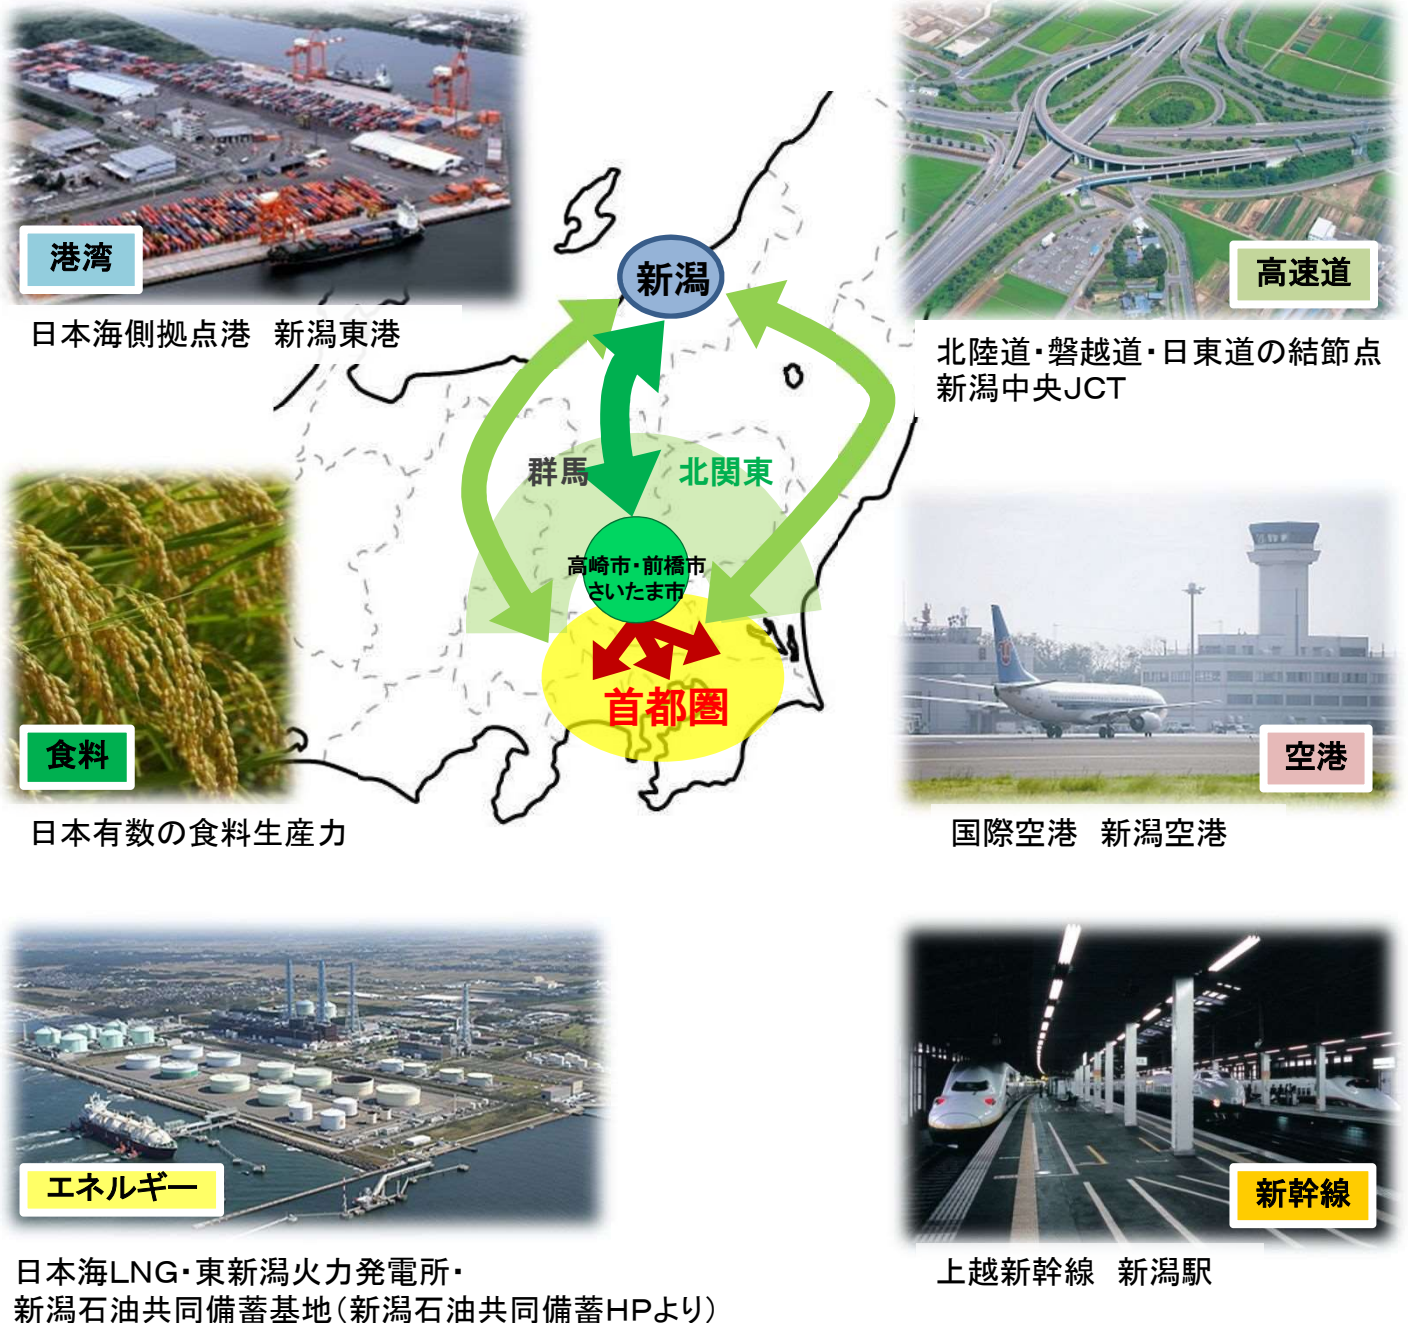 港湾
日本海側拠点港　新潟東港
高速道
北陸道・磐越道・日東道の結節点
新潟中央JCT
新潟
群馬
北関東
高崎市・前橋市
さいたま市
首都圏
食料
日本有数の食料生産力
空港
国際空港　新潟空港
エネルギー
日本海LNG・東新潟火力発電所・
新潟石油共同備蓄基地（新潟石油共同備蓄HPより）
新幹線
上越新幹線　新潟駅